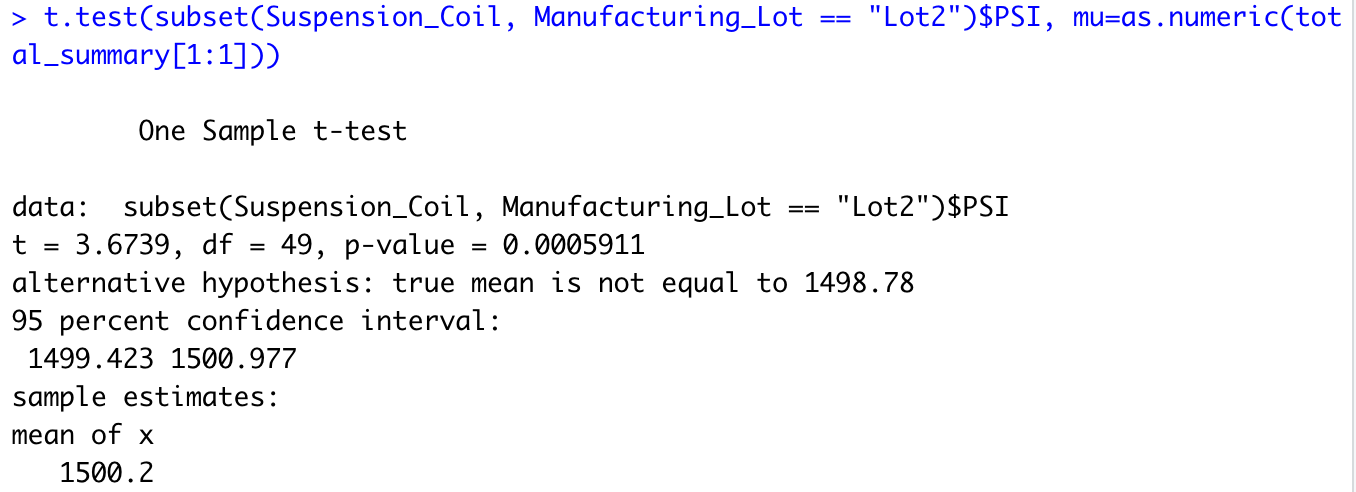 > t.test(subset(Suspension_Coil, Manufacturing_Lot == "Lot2")$PSI, mu=as.numeric(tot
al_summary[1:1]))
One Sample t-test
data:  subset(Suspension_Coil, Manufacturing_Lot == "Lot2")$PSI
t = 3.6739, df = 49, p-value = 0.0005911
alternative hypothesis: true mean is not equal to 1498.78
95 percent confidence interval:
1499.423 1500.977
sample estimates:
mean of x
1500.2